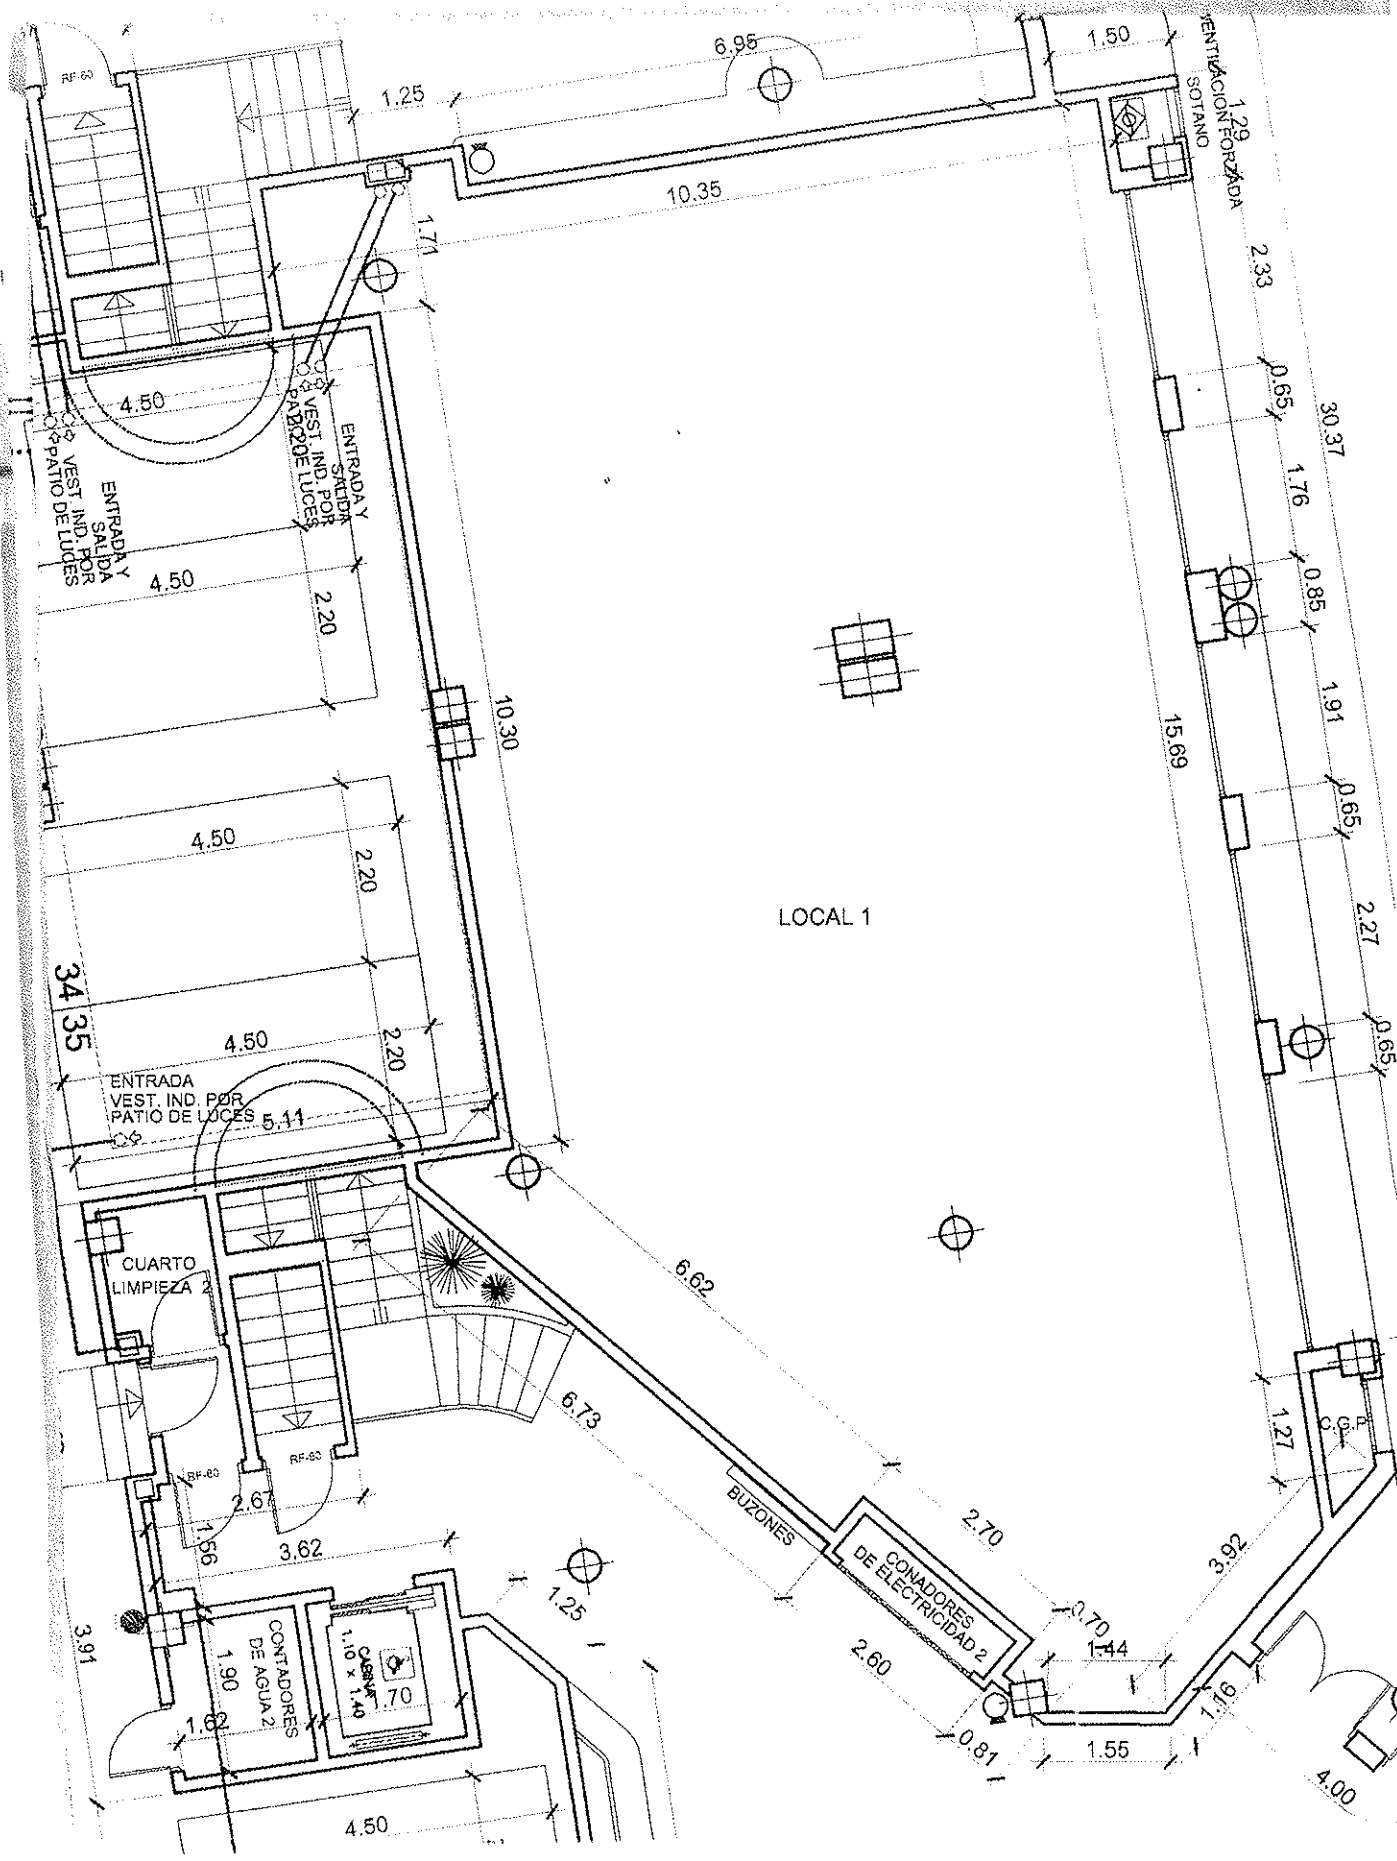 RF-60
1.25
6.95
1.50
VENTILACION FORZADA
SOTANO
1.29
10.35
1.71
2.33
0.65
30.37
1.76
0.85
1.91
0.65
2.27
0.65
4.50
ENTRADA Y
SALIDA
VEST. IND. POR
PATIO DE LUCES
2.20
ENTRADA Y
SALIDA
VEST. IND. POR
PATIO DE LUCES
4.50
2.20
10.30
15.69
4.50
2.20
LOCAL 1
34
35
4.50
2.20
ENTRADA
VEST. IND. POR
PATIO DE LUCES
5.11
CUARTO
LIMPIEZA 2
6.62
6.73
1.27
C.G.P
RF-60
RF-60
2.67
1.56
3.62
BUZONES
2.70
CONADORES
DE ELECTRICIDAD 2
3.92
1.25
0.70
1.44
3.91
1.90
CONTADORES
DE AGUA 2
CABINA
1.10 x 1.40
1.70
1.62
2.60
0.81
1.55
1.16
4.00
4.50